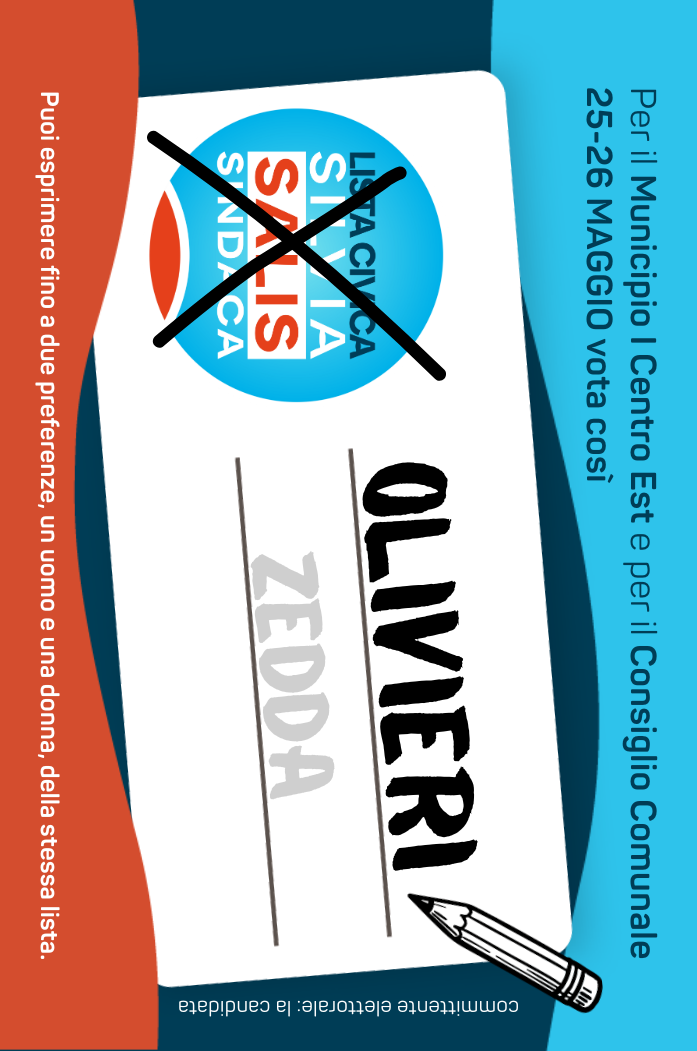 Per il Municipio I Centro Est e per il Consiglio Comunale
25-26 MAGGIO vota così
LISTA CIVICA
SILVIA
SALIS
SINDACA
OLIVIERI
ZEDDA
Puoi esprimere fino a due preferenze, un uomo e una donna, della stessa lista.
committente elettorale: la candidata